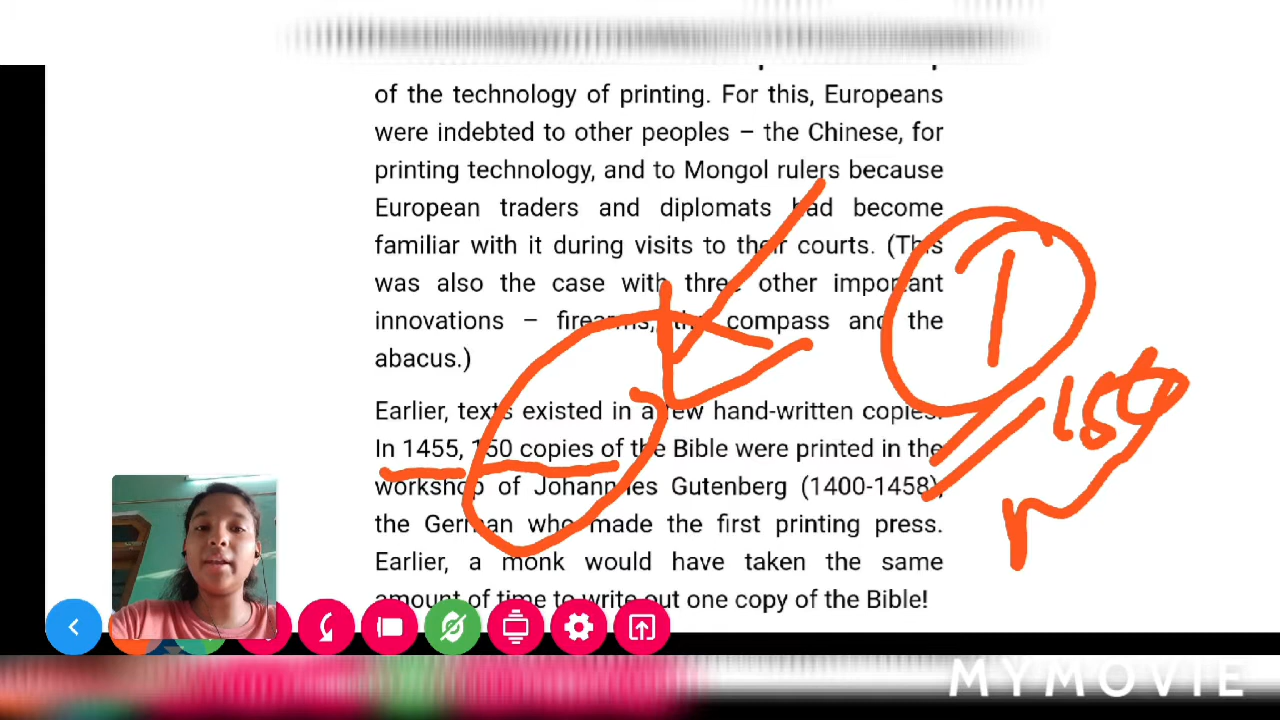 of the technology of printing. For this, Europeans
were indebted to other peoples – the Chinese, for
printing technology, and to Mongol rulers because
European traders and diplomats had become
familiar with it during visits to their courts. (This
was also the case with three other important
innovations – firearms, the compass and the
abacus.)
Earlier, texts existed in a few hand-written copies.
In 1455, 150 copies of the Bible were printed in the
workshop of Johannes Gutenberg (1400-1458),
the German who made the first printing press.
Earlier, a monk would have taken the same
amount of time to write out one copy of the Bible!
1
150
MYMOVIE